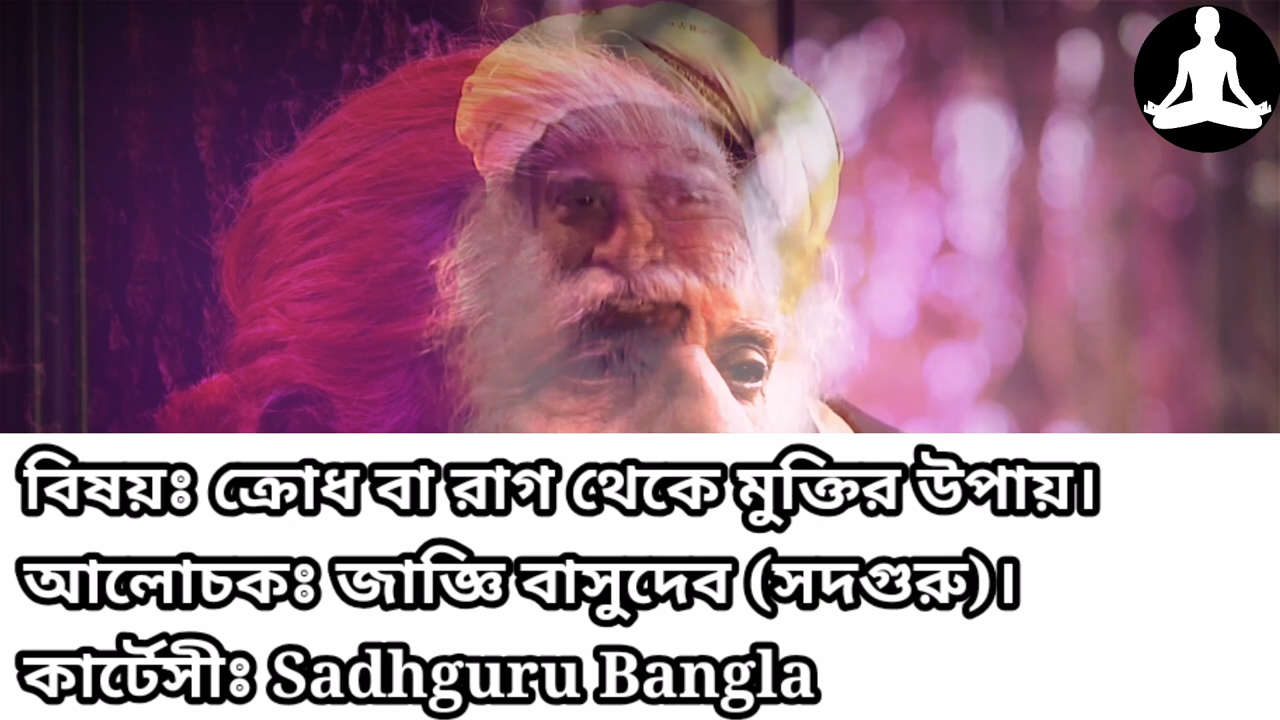 বিষয়ঃ ক্রোধ বা রাগ থেকে মুক্তির উপায়।
আলোচকঃ জাজ্ঞি বাসুদেব (সদগুরু)।
কার্টেসীঃ Sadhguru Bangla